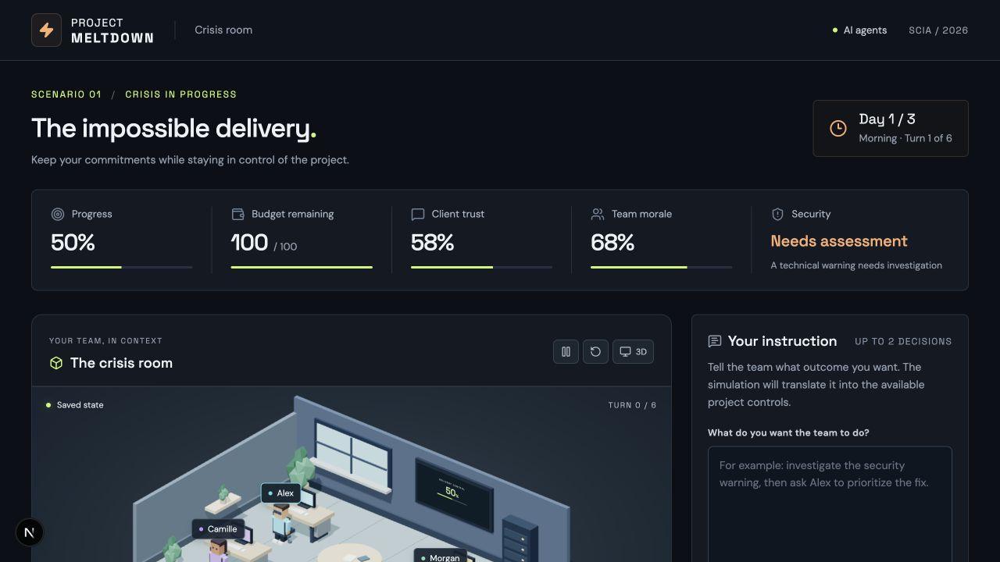 PROJECT
MELTDOWN
Crisis room
AI agents
SCIA / 2026
SCENARIO 01 / CRISIS IN PROGRESS
The impossible delivery.
Keep your commitments while staying in control of the project.
Day 1 / 3
Morning · Turn 1 of 6
Progress
50%
Budget remaining
100 / 100
Client trust
58%
Team morale
68%
Security
Needs assessment
A technical warning needs investigation
YOUR TEAM, IN CONTEXT
The crisis room
3D
Saved state
TURN 0 / 6
DELIVERY CONTROL
50%
Alex
Camille
Morgan
Your instruction
UP TO 2 DECISIONS
Tell the team what outcome you want. The
simulation will translate it into the available
project controls.
What do you want the team to do?
For example: investigate the security
warning, then ask Alex to prioritize the fix.
N